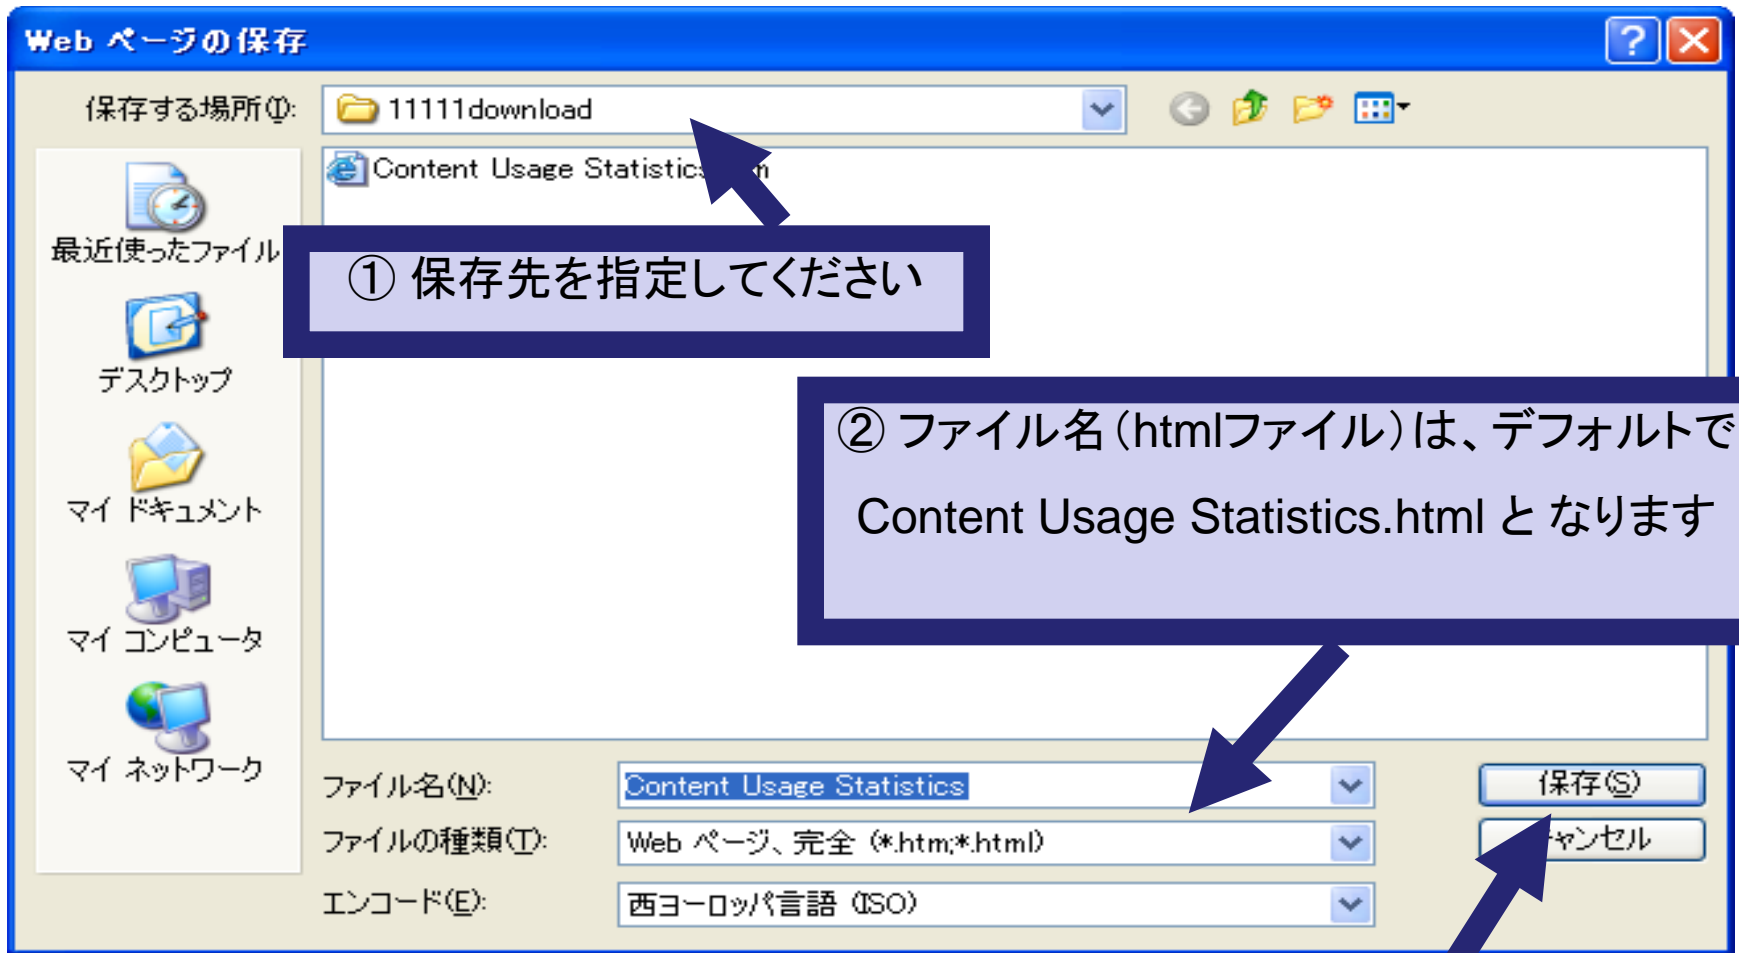 Web ページの保存
保存する場所(I):
11111download
Content Usage
最近使ったファイル
① 保存先を指定してください
デスクトップ
② ファイル名（htmlファイル）は、デフォルトで
Content Usage Statistics.html と なります
マイ ドキュメント
マイ コンピュータ
マイ ネットワーク
ファイル名(N):
Content Usage Statistics
保存(S)
ファイルの種類(T):
Web ページ、完全 (*.htm;*.html)
キャンセル
エンコード(E):
西ヨーロッパ言語 (ISO)